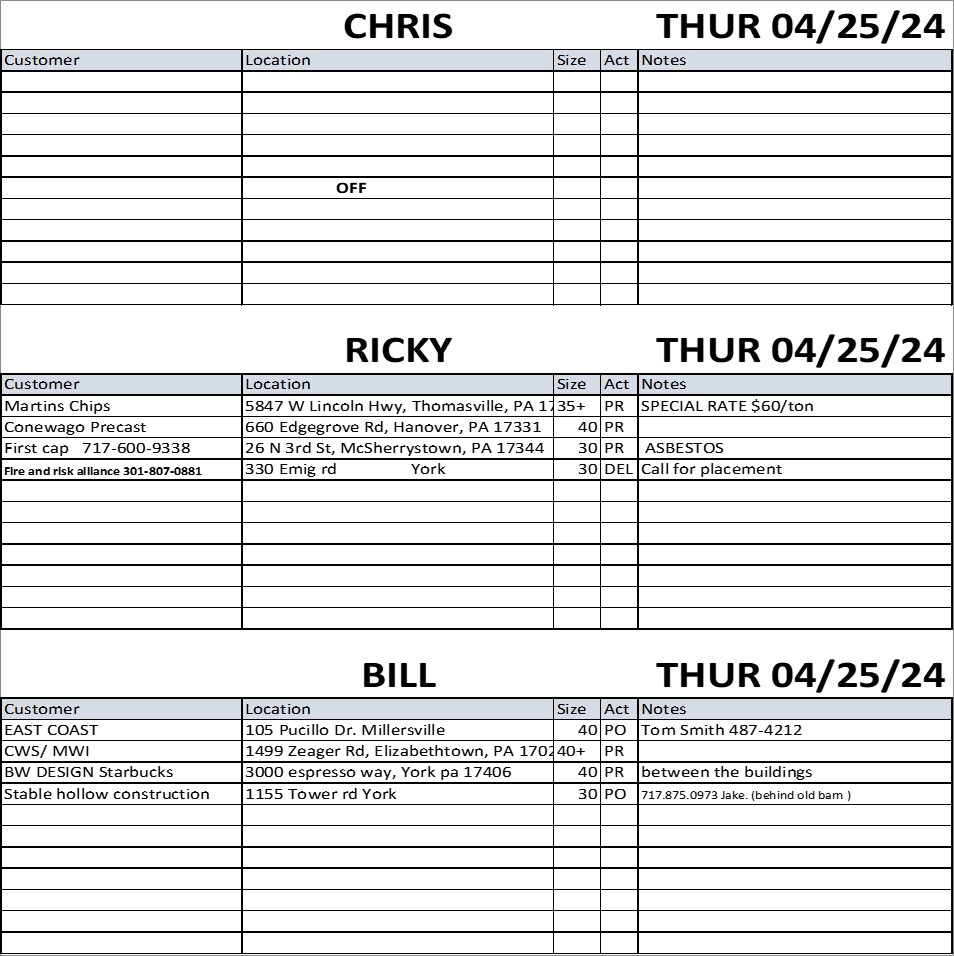 CHRIS THUR 04/25/24
Customer Location Size Act Notes
OFF
RICKY THUR 04/25/24
Customer Location Size Act Notes
Martins Chips 5847 W Lincoln Hwy, Thomasville, PA 17 35+ PR SPECIAL RATE $60/ton
Conewago Precast 660 Edgegrove Rd, Hanover, PA 17331 40 PR
First cap 717-600-9338 26 N 3rd St, McSherrystown, PA 17344 30 PR ASBESTOS
Fire and risk alliance 301-807-0881 330 Emig rd York 30 DEL Call for placement
BILL THUR 04/25/24
Customer Location Size Act Notes
EAST COAST 105 Pucillo Dr. Millersville 40 PO Tom Smith 487-4212
CWS/ MWI 1499 Zeager Rd, Elizabethtown, PA 1702 40+ PR
BW DESIGN Starbucks 3000 espresso way, York pa 17406 40 PR between the buildings
Stable hollow construction 1155 Tower rd York 30 PO 717.875.0973 Jake. (behind old barn )